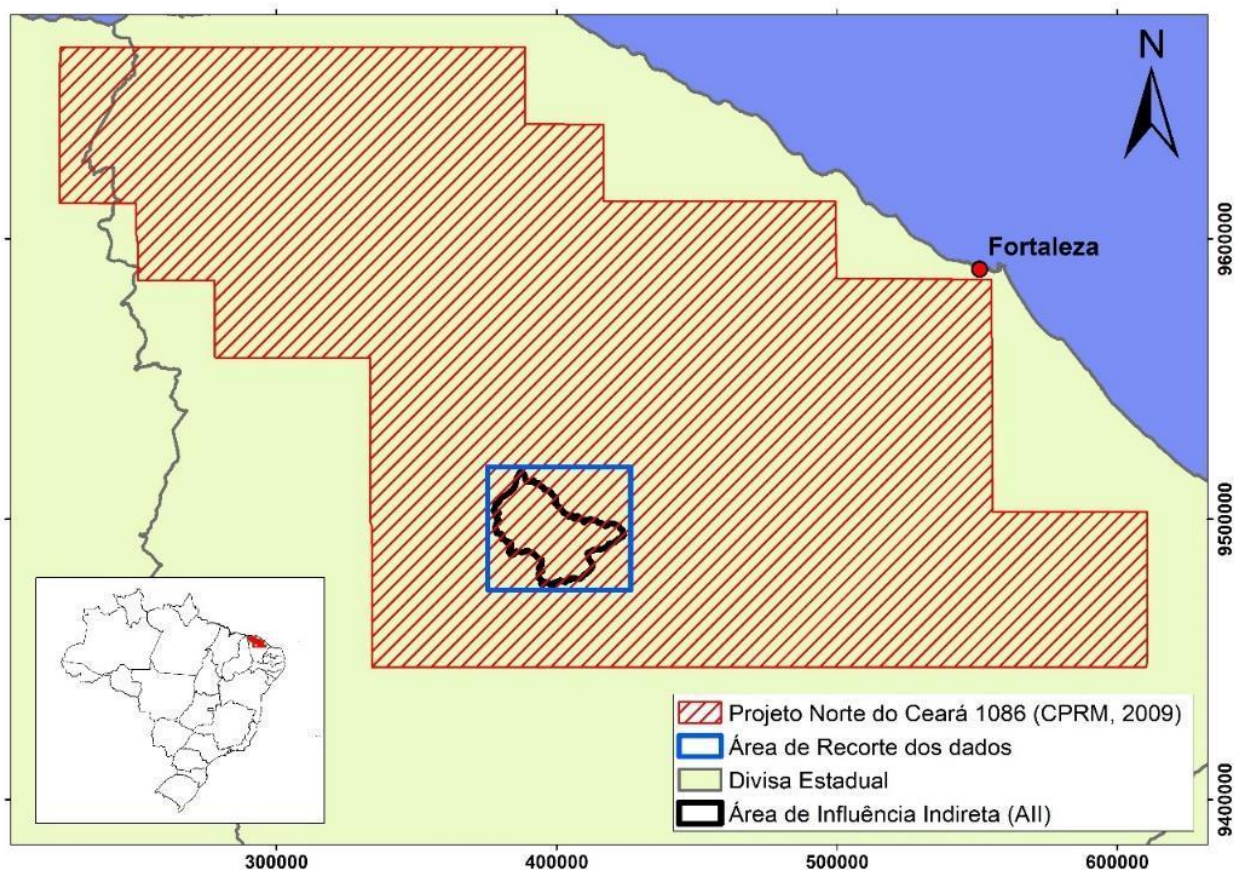 N
Fortaleza
9600000
9500000
9400000
Projeto Norte do Ceará 1086 (CPRM, 2009)
Área de Recorte dos dados
Divisa Estadual
Área de Influência Indireta (AII)
300000
400000
500000
600000